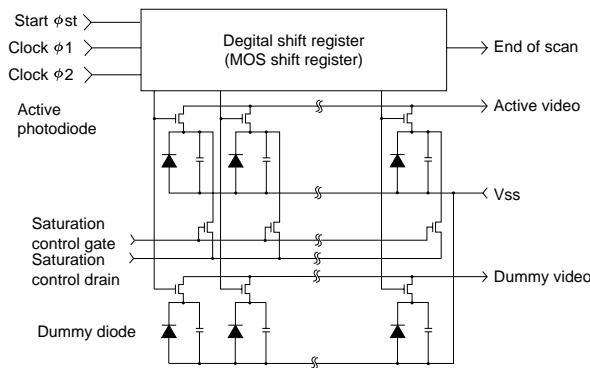 Start ϕst
Clock ϕ1
Clock ϕ2
Degital shift register
(MOS shift register)
End of scan
Active
photodiode
Active video
Vss
Saturation
control gate
Saturation
control drain
Dummy video
Dummy diode